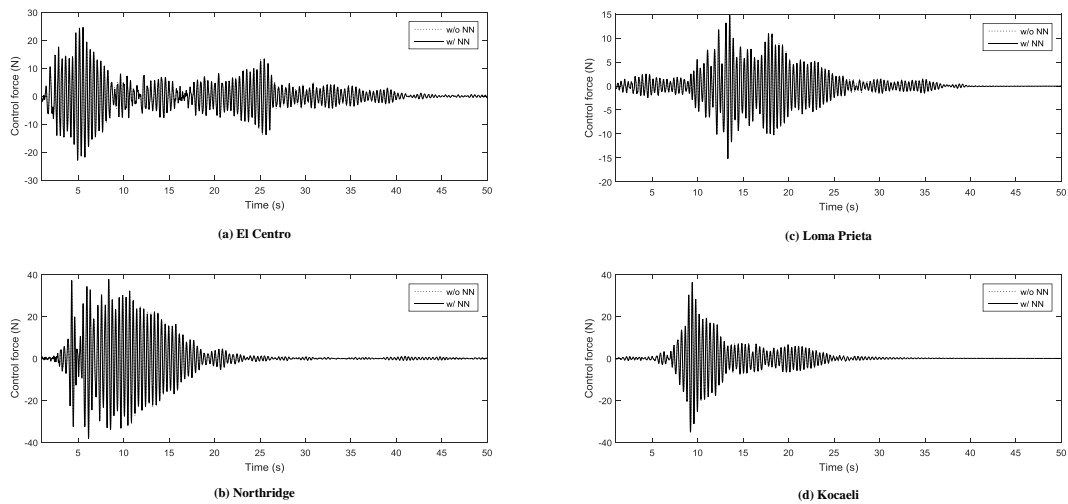 30
20
10
0
-10
-20
-30
Control force (N)
w/o NN
w/ NN
5 10 15 20 25 30 35 40 45 50
Time (s)
(a) El Centro
15
10
5
0
-5
-10
-15
-20
Control force (N)
w/o NN
w/ NN
5 10 15 20 25 30 35 40 45 50
Time (s)
(c) Loma Prieta
40
20
0
-20
-40
Control force (N)
w/o NN
w/ NN
5 10 15 20 25 30 35 40 45 50
Time (s)
(b) Northridge
40
20
0
-20
-40
Control force (N)
w/o NN
w/ NN
5 10 15 20 25 30 35 40 45 50
Time (s)
(d) Kocaeli